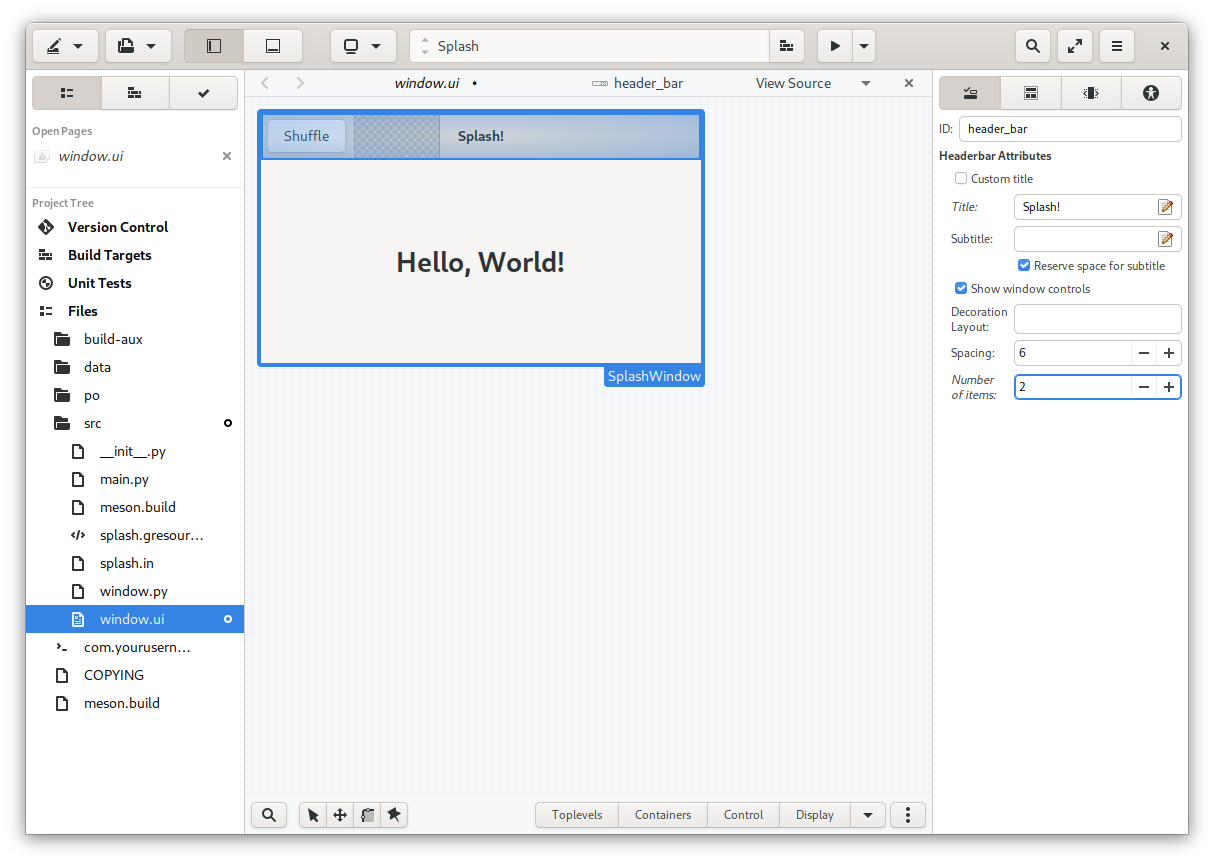 Splash
Open Pages
window.ui
Project Tree
Version Control
Build Targets
Unit Tests
Files
build-aux
data
po
src
__init__.py
main.py
meson.build
splash.gresour…
splash.in
window.py
window.ui
com.yourusern…
COPYING
meson.build
window.ui •
header_bar
View Source
Shuffle
Splash!
Hello, World!
SplashWindow
Toplevels
Containers
Control
Display
ID: header_bar
Headerbar Attributes
Custom title
Title: Splash!
Subtitle:
Reserve space for subtitle
Show window controls
Decoration
Layout:
Spacing: 6
Number
of items: 2